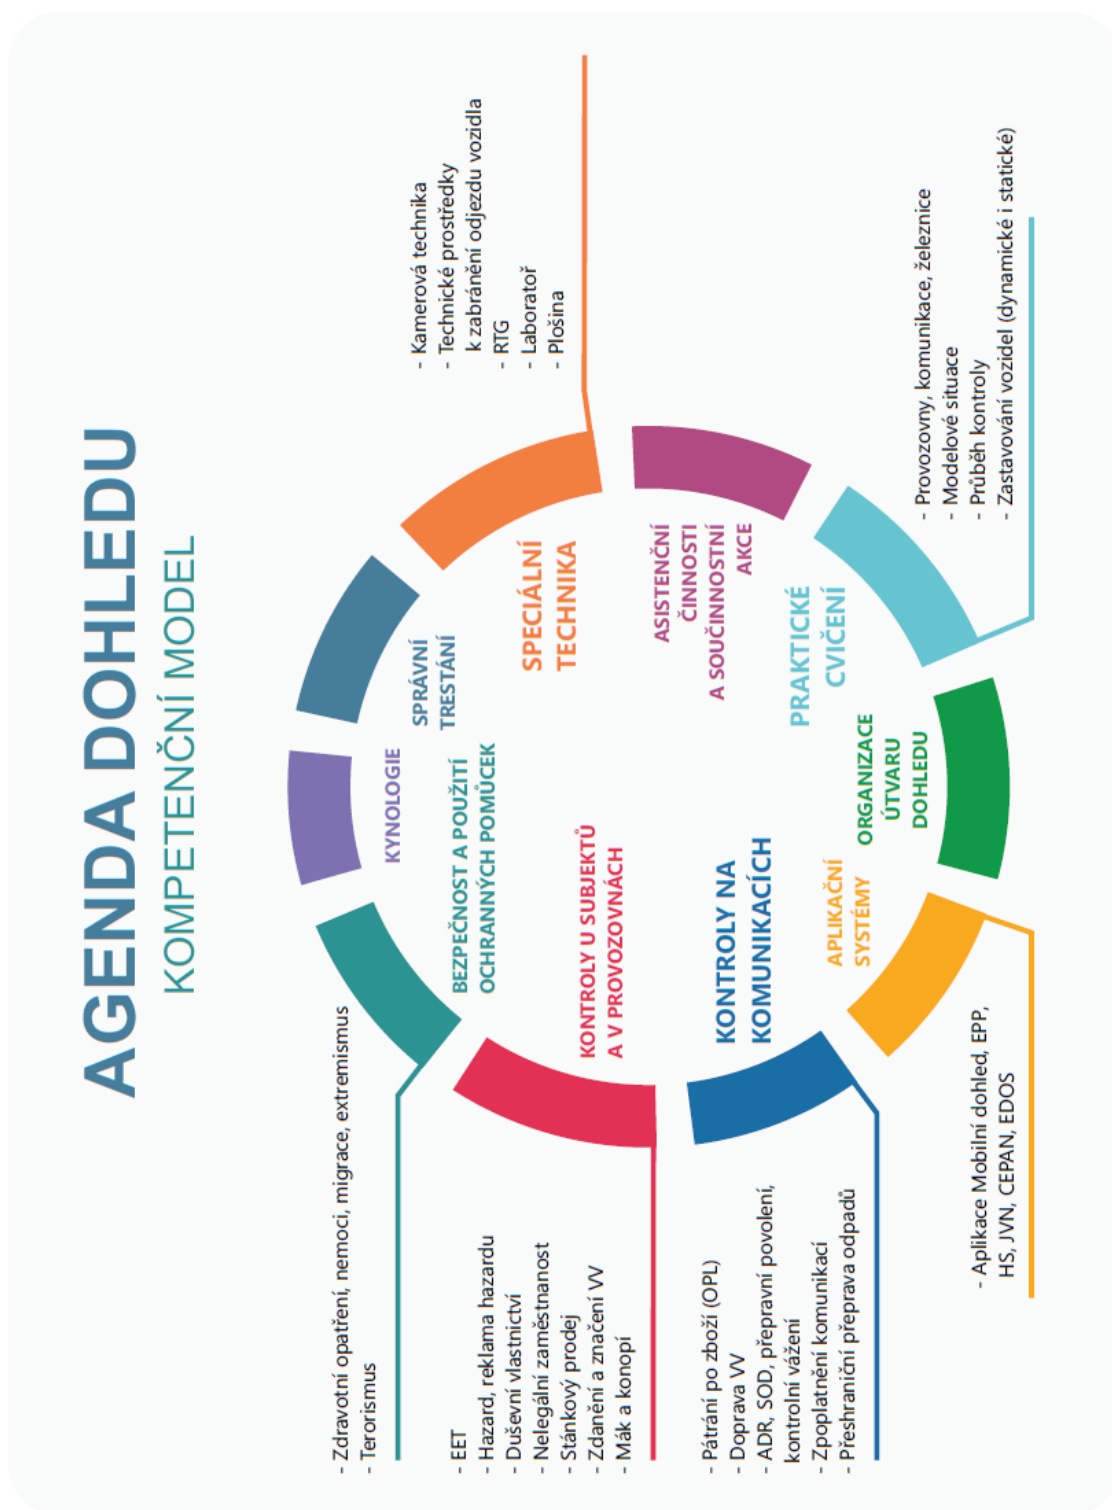 AGENDA DOHLEDU
KOMPETENČNÍ MODEL
- Zdravotní opatření, nemoci, migrace, extremismus
- Terorismus
- EET
- Hazard, reklama hazardu
- Duševní vlastnictví
- Nelegální zaměstnanost
- Stánkový prodej
- Zdanění a značení VV
- Mák a konopí
- Pátrání po zboží (OPL)
- Doprava VV
- ADR, SOD, přepravní povolení,
kontrolní vážení
- Zpoplatnění komunikací
- Přeshraniční přeprava odpadů
- Aplikace Mobilní dohled, EPP,
HS, JVN, CEPAN, EDOS
KYNOLOGIE
SPRÁVNÍ
TRESTÁNÍ
BEZPEČNOST A POUŽITÍ
OCHRANNÝCH POMŮCEK
SPECIÁLNÍ
TECHNIKA
KONTROLY U SUBJEKTŮ
A V PROVOZOVNÁCH
ASISTENČNÍ
ČINNOSTI
A SOUČINNOSTNÍ
AKCE
KONTROLY NA
KOMUNIKACÍCH
PRAKTICKÉ
CVIČENÍ
APLIKAČNÍ
SYSTÉMY
ORGANIZACE
ÚTVARU
DOHLEDU
- Kamerová technika
- Technické prostředky
k zabránění odjezdu vozidla
- RTG
- Laboratoř
- Plošina
- Provozovny, komunikace, železnice
- Modelové situace
- Průběh kontroly
- Zastavování vozidel (dynamické i statické)